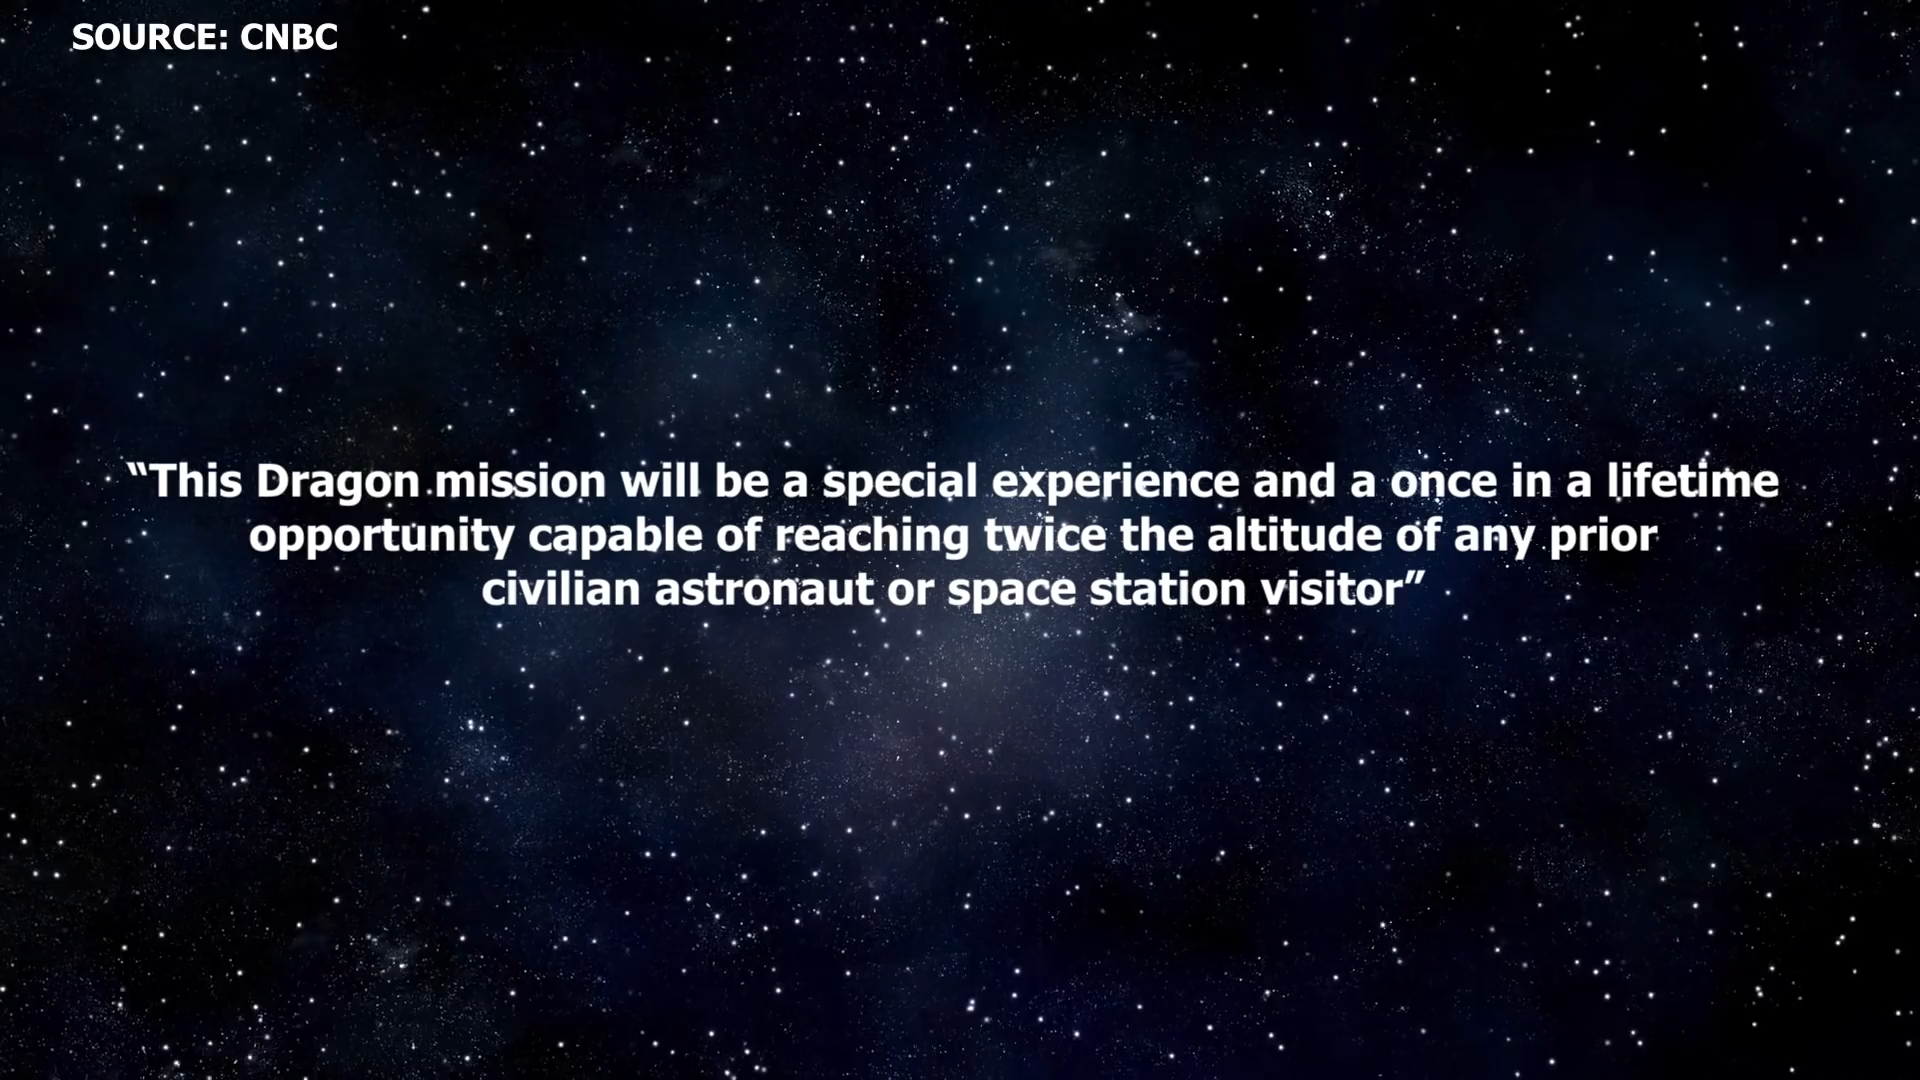 SOURCE: CNBC
“This Dragon mission will be a special experience and a once in a lifetime
opportunity capable of reaching twice the altitude of any prior
civilian astronaut or space station visitor”